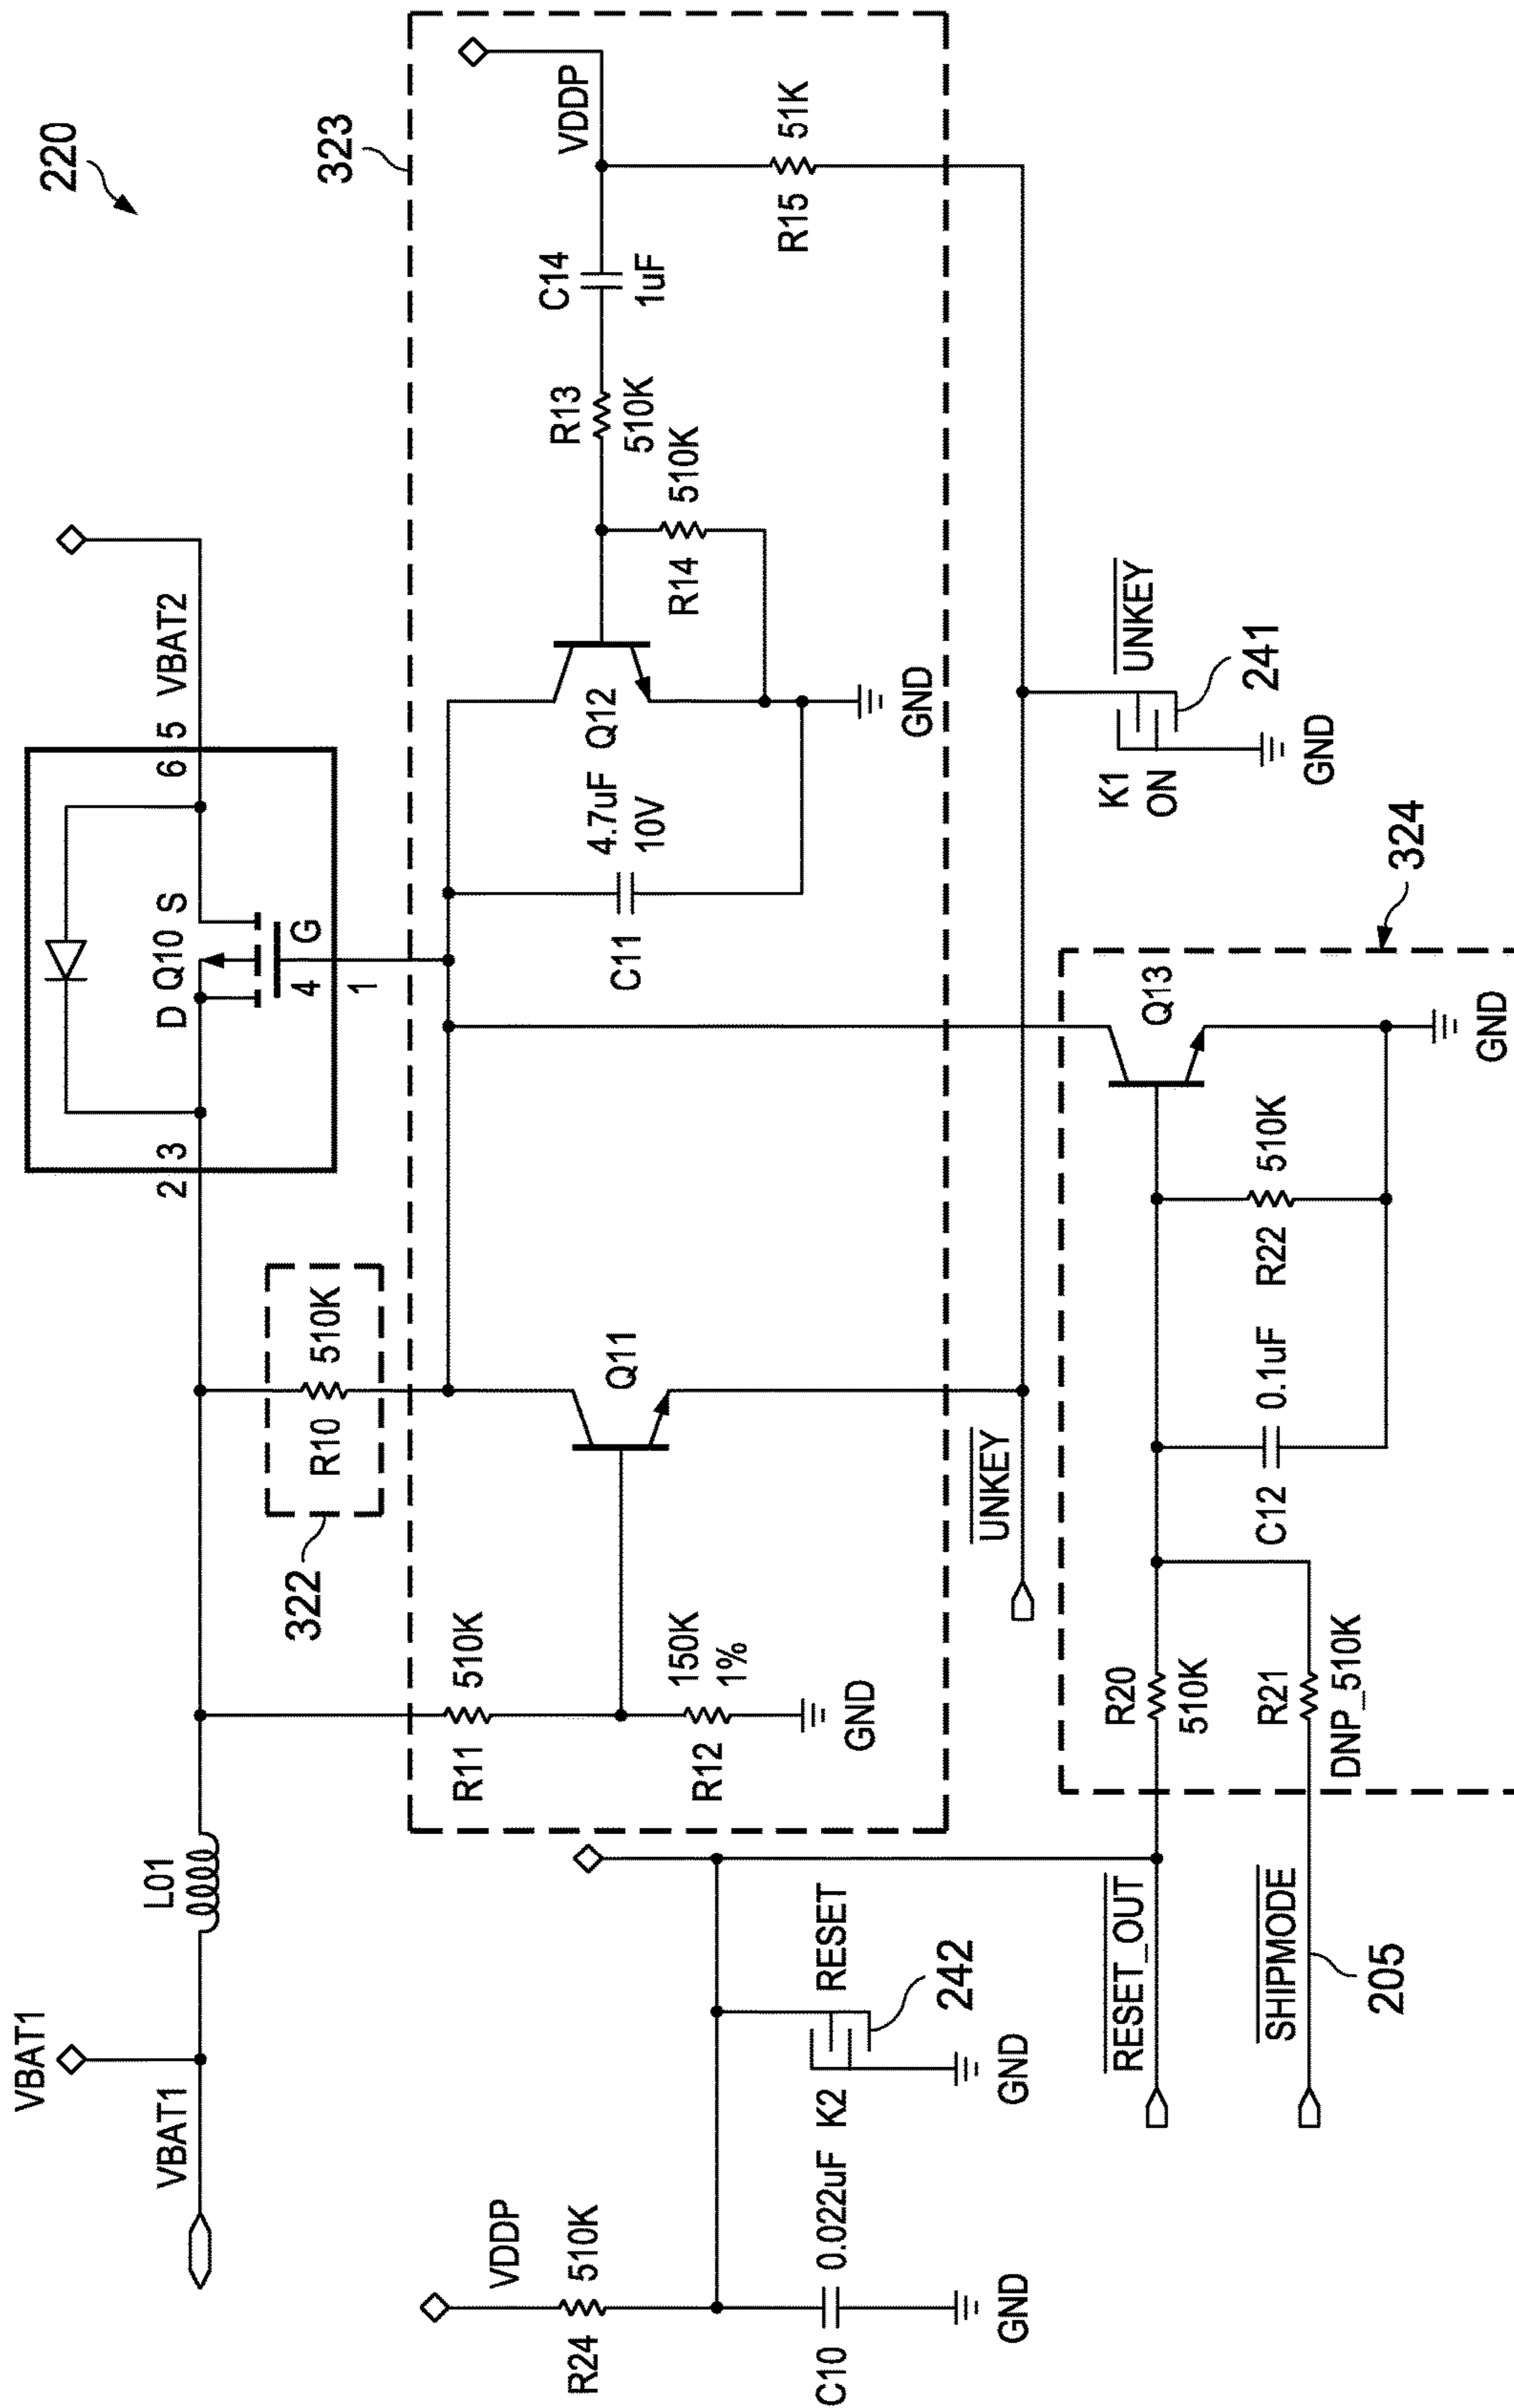 220
VBAT1
VBAT1
L01
2 3
D Q10 S
G
4
1
6 5
VBAT2
322
R10 510K
323
R11 510K
R12 150K
1%
GND
Q11
C11 4.7uF
10V
Q12
GND
R14 510K
R13
510K
C14
1uF
VDDP
R15 51K
UNKEY
UNKEY
K1
ON
241
GND
VDDP
R24 510K
C10 0.022uF
GND
K2 RESET
242
GND
RESET_OUT
SHIPMODE
205
R20
510K
R21
DNP_510K
C12 0.1uF
R22 510K
Q13
GND
324